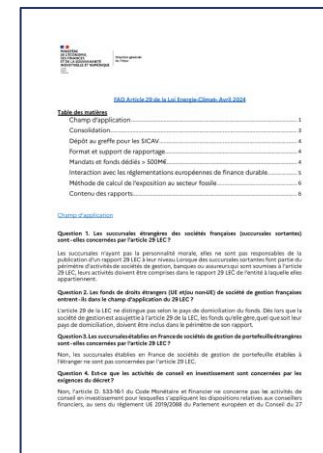 MINISTÈRE
DE L'ÉCONOMIE,
DES FINANCES
ET DE LA SOUVERAINETÉ
INDUSTRIELLE ET NUMÉRIQUE
Direction générale
du Trésor
FAQ Article 29 de la Loi Energie-Climat- Avril 2024
Table des matières
Champ d'application 1
Consolidation 3
Dépôt au greffe pour les SICAV 4
Format et support de rapportage 4
Mandats et fonds dédiés > 500M€ 4
Interaction avec les réglementations européennes de finance durable 5
Méthode de calcul de l'exposition au secteur fossile 6
Contenu des rapports 6
Champ d'application
Question 1. Les succursales étrangères des sociétés françaises (succursales sortantes)
sont-elles concernées par l'article 29 LEC ?
Les succursales n'ayant pas la personnalité morale, elles ne sont pas responsables de la
publication d'un rapport 29 LEC à leur niveau. Lorsque des succursales sortantes font partie du
périmètre d'activités de sociétés de gestion, banques ou assureurs qui sont soumises à l'article
29 LEC, leurs activités doivent être comprises dans le rapport 29 LEC de l'entité à laquelle elles
appartiennent.
Question 2. Les fonds de droits étrangers (UE et/ou non-UE) de société de gestion françaises
entrent-ils dans le champ d'application du 29 LEC ?
L'article 29 de la LEC ne distingue pas selon le pays de domiciliation du fonds. Dès lors que la
société de gestion est assujettie à l'article 29 de la LEC, les fonds qu'elle gère, quel que soit leur
pays de domiciliation, doivent être inclus dans le périmètre de son rapport.
Question 3. Les succursales établies en France de sociétés de gestion de portefeuille étrangères
sont-elles concernées par l'article 29 LEC ?
Non, les succursales établies en France de sociétés de gestion de portefeuille établies à
l'étranger ne sont pas concernées par l'article 29 LEC.
Question 4. Est-ce que les activités de conseil en investissement sont concernées par les
exigences du décret ?
Non, l'article D. 533-16-1 du Code Monétaire et Financier ne concerne pas les activités de
conseil en investissement pour lesquelles s'appliquent les dispositions relatives aux conseillers
financiers, au sens du règlement UE 2019/2088 du Parlement européen et du Conseil du 27